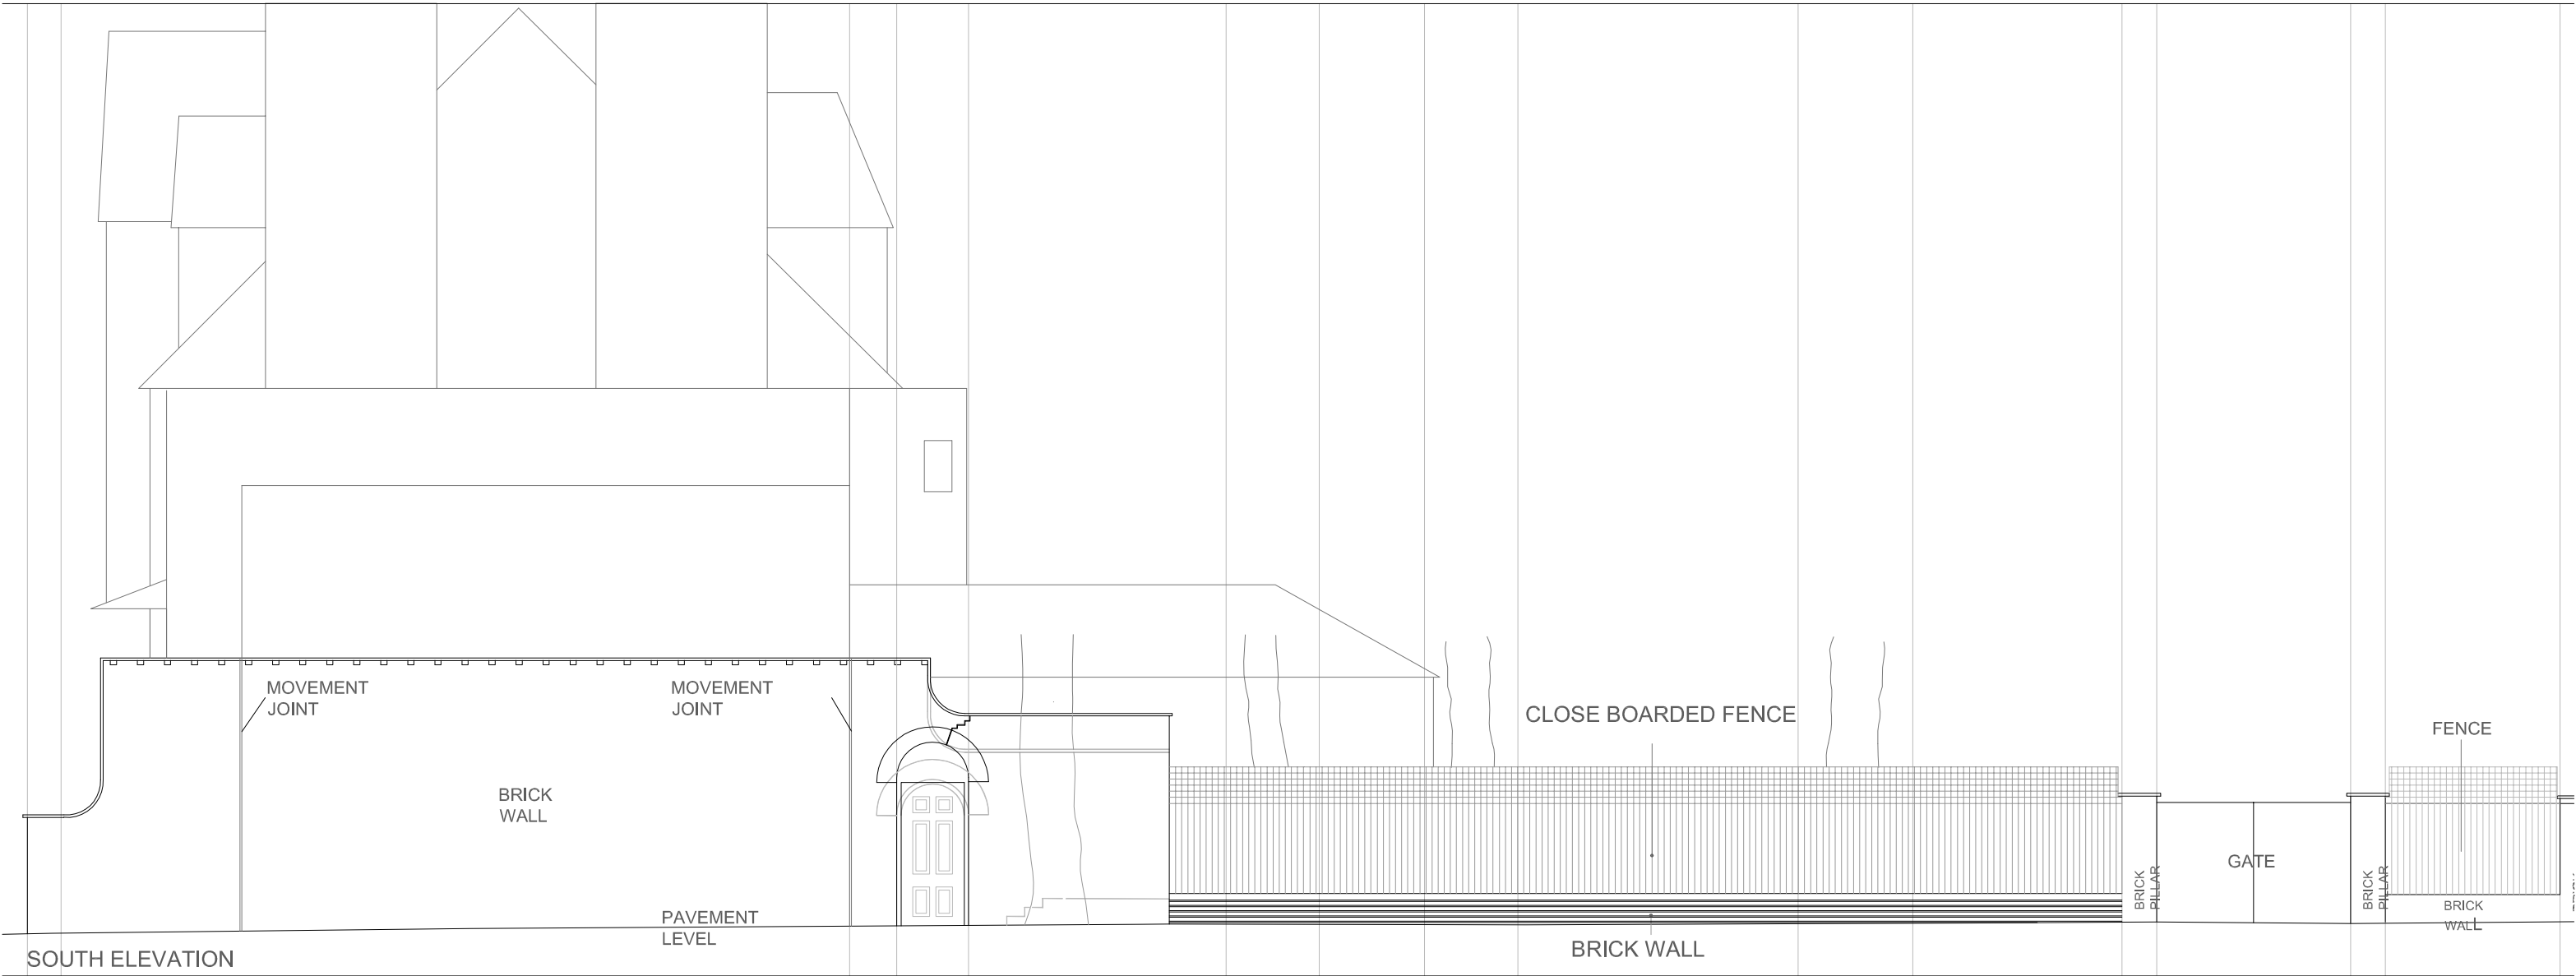 MOVEMENT
JOINT
MOVEMENT
JOINT
CLOSE BOARDED FENCE
FENCE
BRICK
WALL
GATE
BRICK
PILLAR
BRICK
PILLAR
BRICK
WALL
PAVEMENT
LEVEL
BRICK WALL
SOUTH ELEVATION